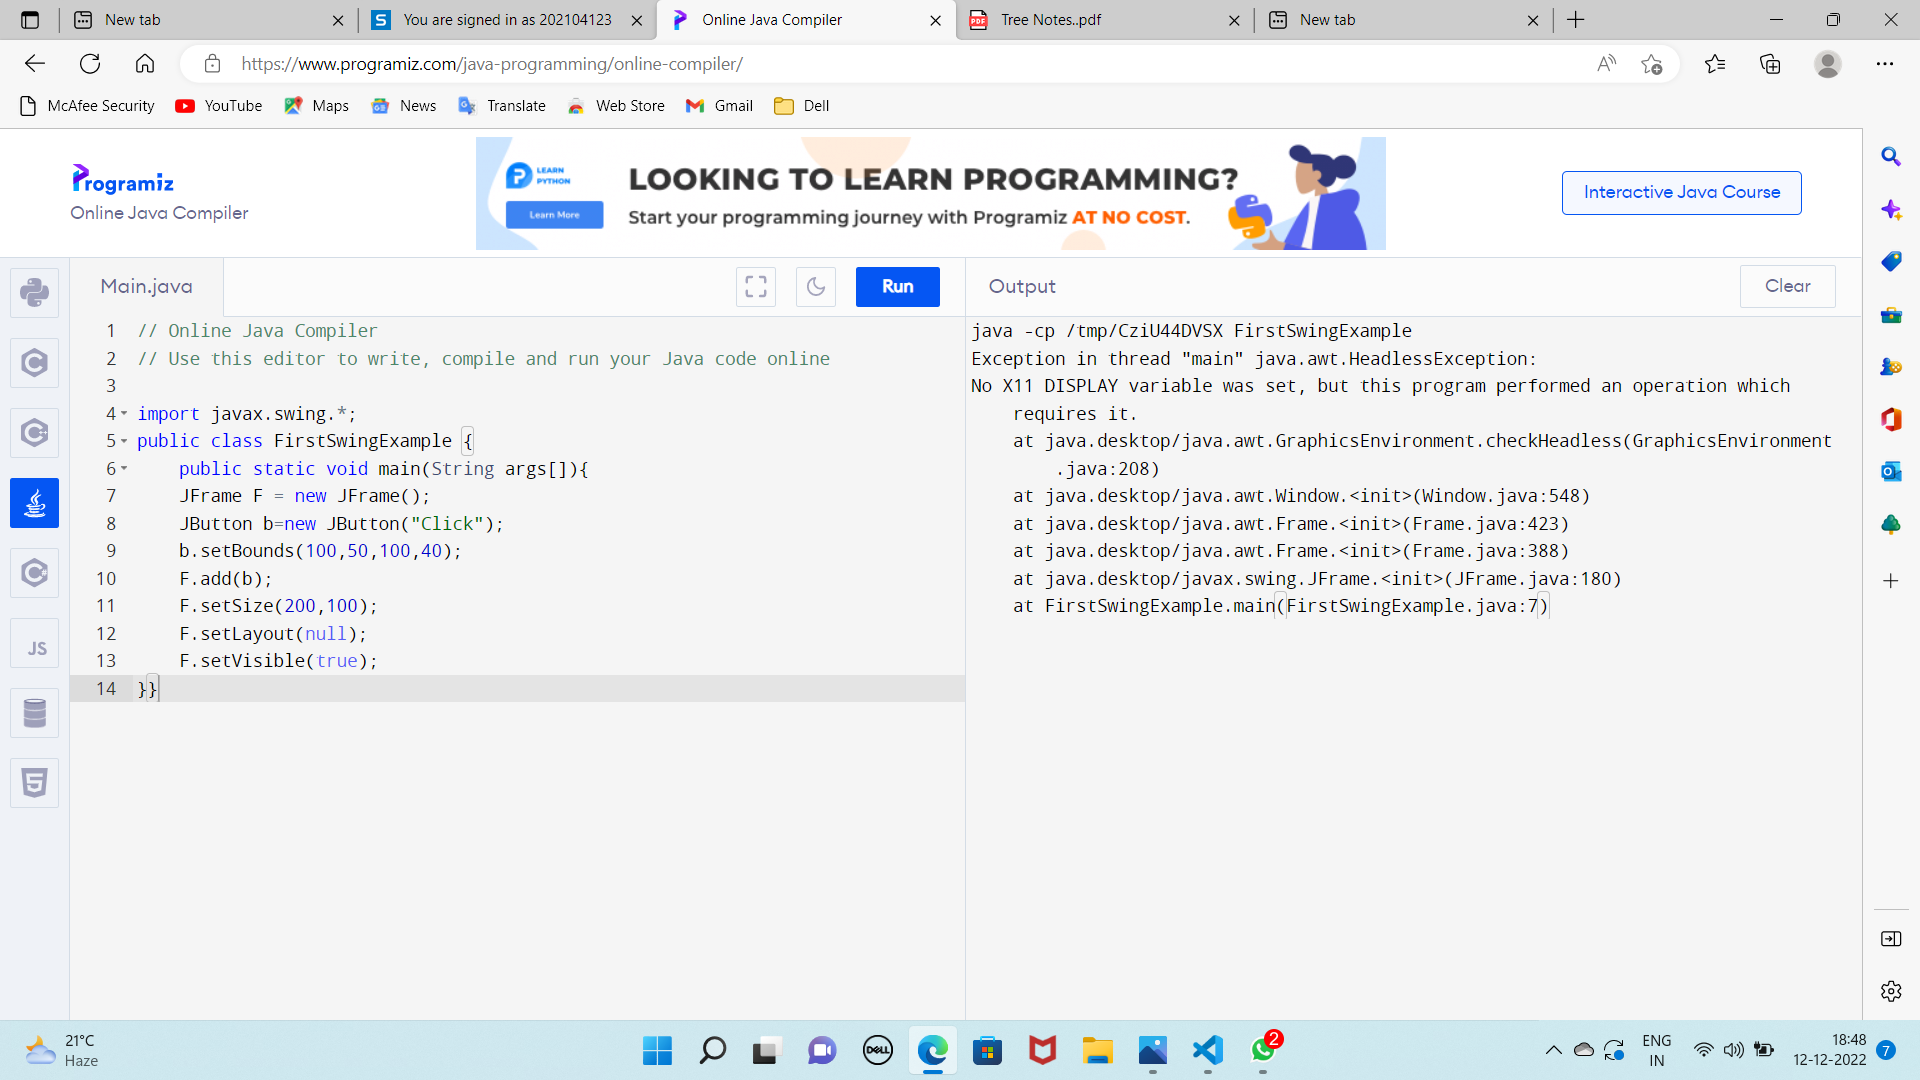 New tab
You are signed in as 202104123
Online Java Compiler
Tree Notes..pdf
New tab
https://www.programiz.com/java-programming/online-compiler/
McAfee Security
YouTube
Maps
News
Translate
Web Store
Gmail
Dell
Programiz
Online Java Compiler
LEARN
PYTHON
Learn More
LOOKING TO LEARN PROGRAMMING?
Start your programming journey with Programiz AT NO COST.
Interactive Java Course
Main.java
Run
Output
Clear
1 // Online Java Compiler
2 // Use this editor to write, compile and run your Java code online
3
4 import javax.swing.*;
5 public class FirstSwingExample {
6 public static void main(String args[]){
7 JFrame F = new JFrame();
8 JButton b=new JButton("Click");
9 b.setBounds(100,50,100,40);
10 F.add(b);
11 F.setSize(200,100);
12 F.setLayout(null);
13 F.setVisible(true);
14 }}
java -cp /tmp/CziU44DVSX FirstSwingExample
Exception in thread "main" java.awt.HeadlessException:
No X11 DISPLAY variable was set, but this program performed an operation which
requires it.
at java.desktop/java.awt.GraphicsEnvironment.checkHeadless(GraphicsEnvironment
.java:208)
at java.desktop/java.awt.Window.<init>(Window.java:548)
at java.desktop/java.awt.Frame.<init>(Frame.java:423)
at java.desktop/java.awt.Frame.<init>(Frame.java:388)
at java.desktop/javax.swing.JFrame.<init>(JFrame.java:180)
at FirstSwingExample.main(FirstSwingExample.java:7)
JS
21°C
Haze
DELL
2
ENG
IN
18:48
12-12-2022
7